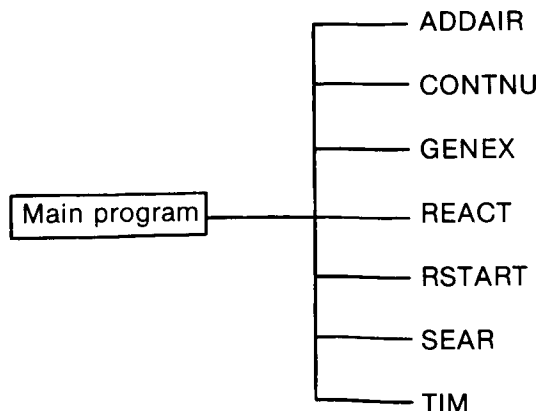 ADDAIR
CONTNU
GENEX
Main program
REACT
RSTART
SEAR
TIM